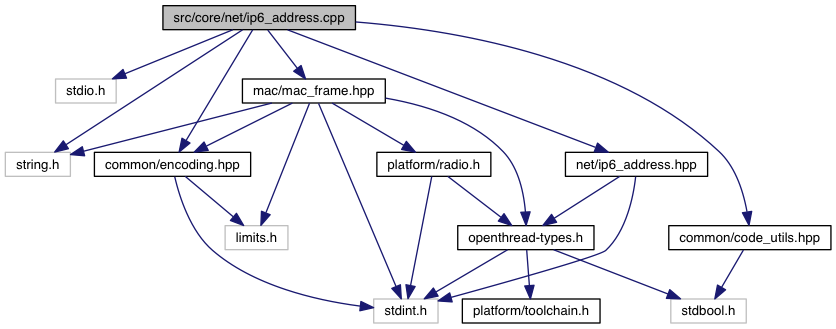 src/core/net/ip6_address.cpp
stdio.h
mac/mac_frame.hpp
string.h
common/encoding.hpp
platform/radio.h
net/ip6_address.hpp
limits.h
openthread-types.h
common/code_utils.hpp
stdint.h
platform/toolchain.h
stdbool.h